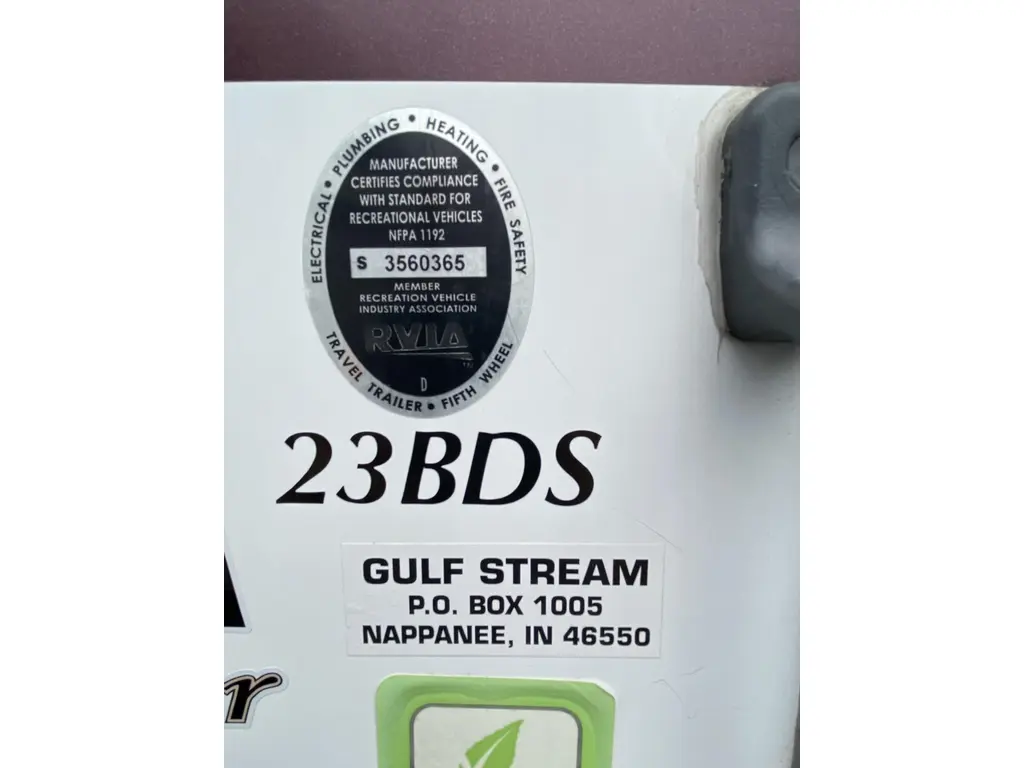 ELECTRICAL • PLUMBING • HEATING • FIRE SAFETY
MANUFACTURER
CERTIFIES COMPLIANCE
WITH STANDARD FOR
RECREATIONAL VEHICLES
NFPA 1192
S 3560365
MEMBER
RECREATION VEHICLE
INDUSTRY ASSOCIATION
RVIA
TM
D
TRAVEL TRAILER • FIFTH WHEEL
23BDS
GULF STREAM
P.O. BOX 1005
NAPPANEE, IN 46550
r